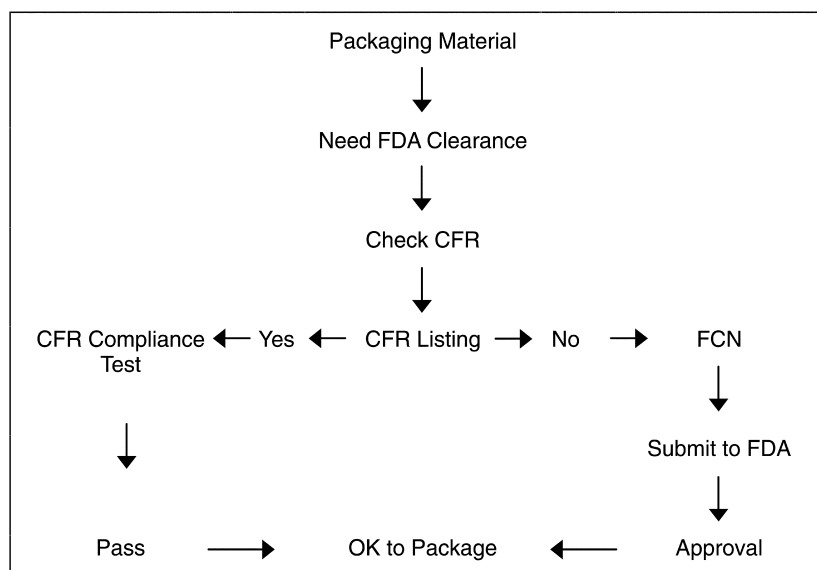 Packaging Material
Need FDA Clearance
Check CFR
CFR Compliance Test
Yes
CFR Listing
No
FCN
Submit to FDA
Pass
OK to Package
Approval